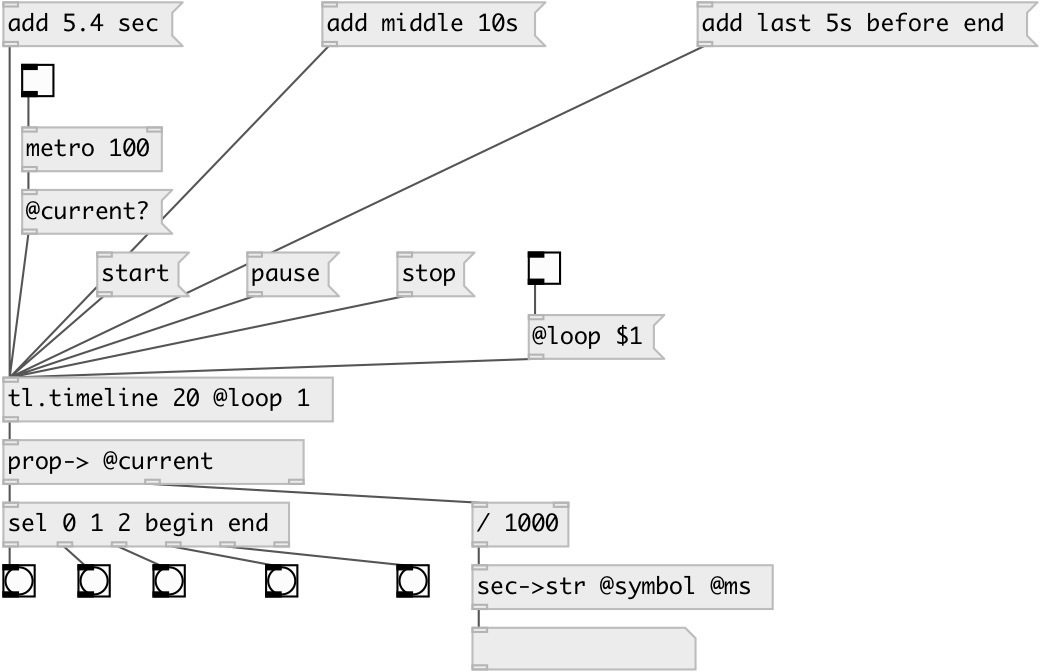 add 5.4 sec
add middle 10s
add last 5s before end
metro 100
@current?
start
pause
stop
@loop $1
tl.timeline 20 @loop 1
prop-> @current
sel 0 1 2 begin end
/ 1000
sec->str @symbol @ms